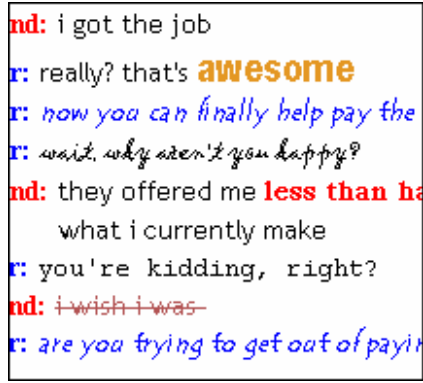 nd: i got the job
r: really? that's awesome
r: now you can finally help pay the
r: wait, why aren't you happy?
nd: they offered me less than ha
what i currently make
r: you're kidding, right?
nd: i wish i was
r: are you trying to get out of payin